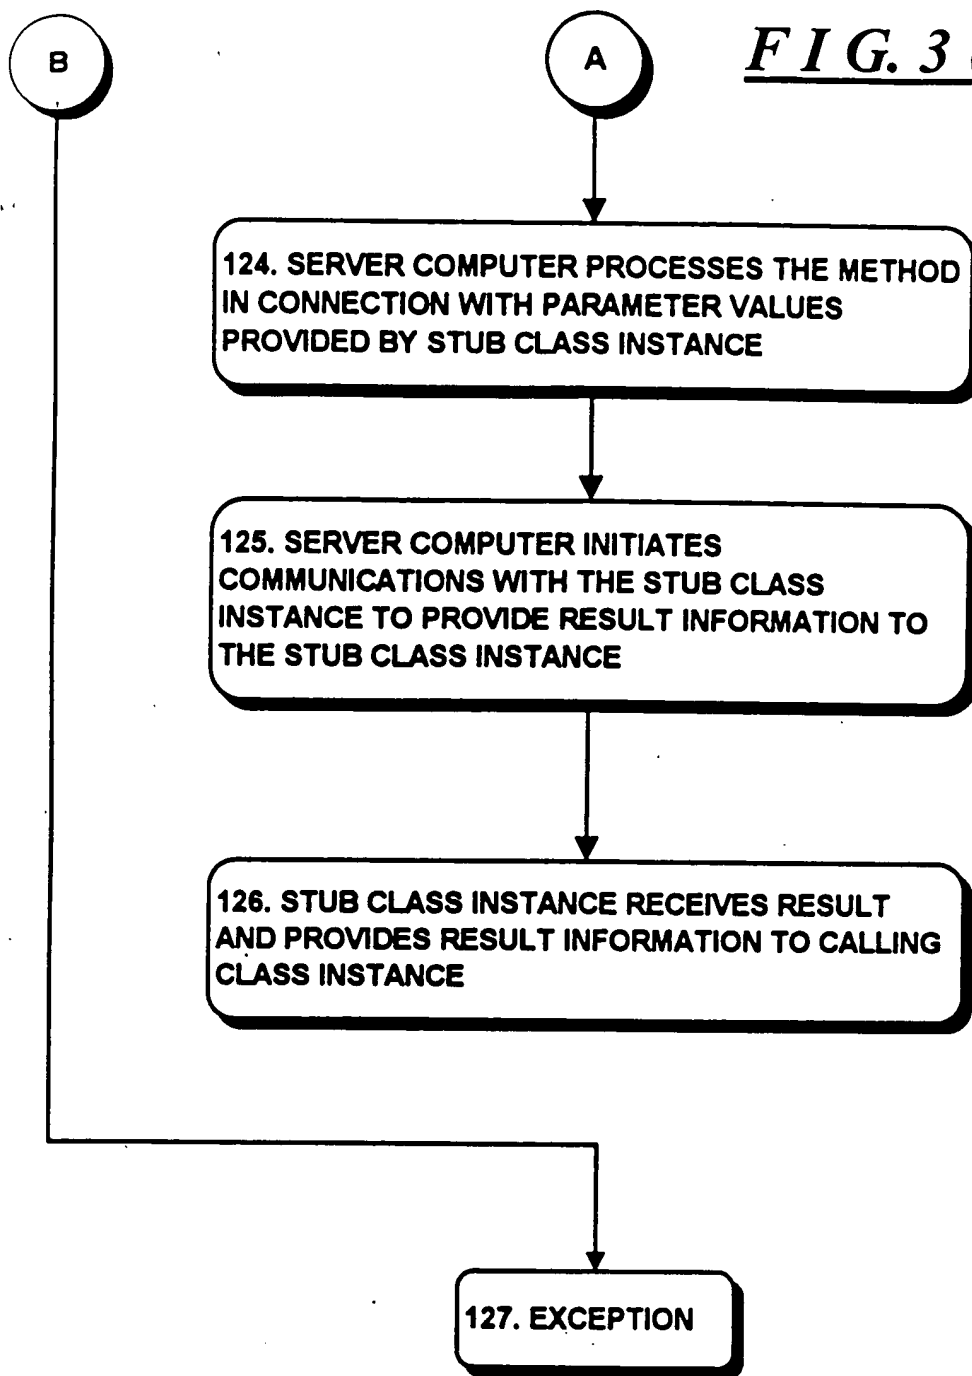 B
A
FIG. 3
124. SERVER COMPUTER PROCESSES THE METHOD
IN CONNECTION WITH PARAMETER VALUES
PROVIDED BY STUB CLASS INSTANCE
125. SERVER COMPUTER INITIATES
COMMUNICATIONS WITH THE STUB CLASS
INSTANCE TO PROVIDE RESULT INFORMATION TO
THE STUB CLASS INSTANCE
126. STUB CLASS INSTANCE RECEIVES RESULT
AND PROVIDES RESULT INFORMATION TO CALLING
CLASS INSTANCE
127. EXCEPTION